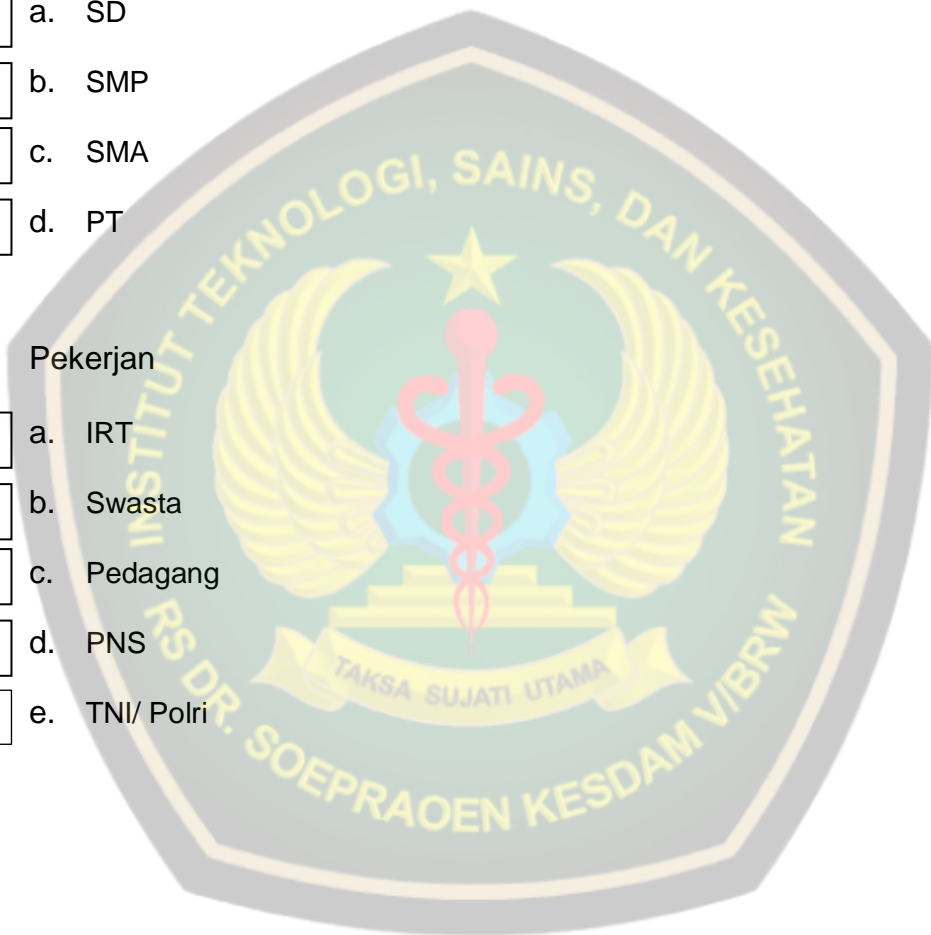 a. SD
b. SMP
c. SMA
d. PT
Pekerjan
a. IRT
b. Swasta
c. Pedagang
d. PNS
e. TNI/ Polri
INSTITUT TEKNOLOGI, SAINS, DAN KESEHATAN
TAKSA SUJATI UTAMA
RS DR. SOEPRAOEN KESDAM V/BRW